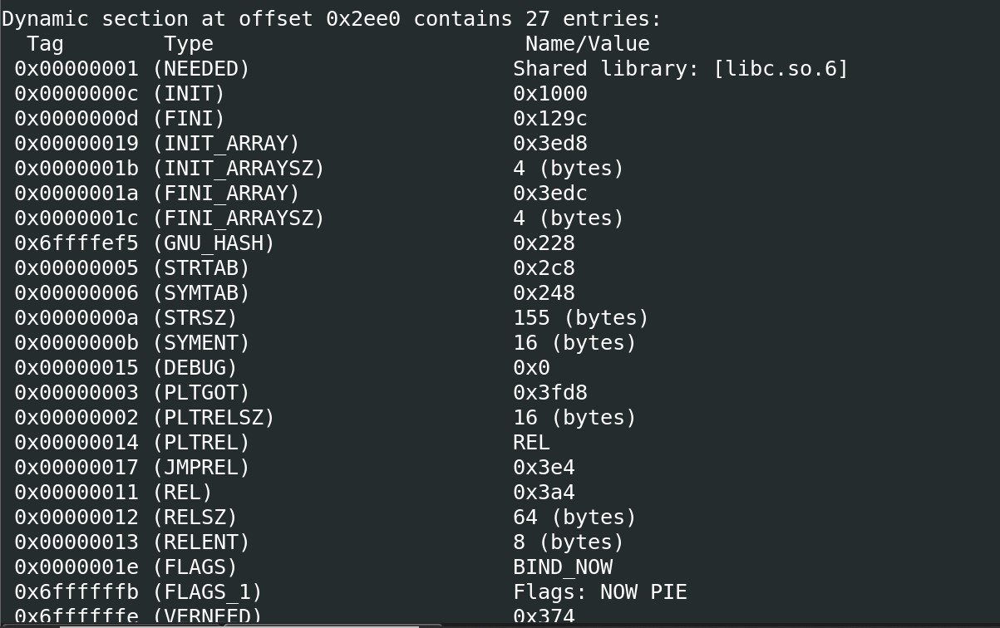 Dynamic section at offset 0x2ee0 contains 27 entries:
  Tag        Type                         Name/Value
 0x00000001 (NEEDED)                     Shared library: [libc.so.6]
 0x0000000c (INIT)                       0x1000
 0x0000000d (FINI)                       0x129c
 0x00000019 (INIT_ARRAY)                 0x3ed8
 0x0000001b (INIT_ARRAYSZ)               4 (bytes)
 0x0000001a (FINI_ARRAY)                 0x3edc
 0x0000001c (FINI_ARRAYSZ)               4 (bytes)
 0x6ffffef5 (GNU_HASH)                   0x228
 0x00000005 (STRTAB)                     0x2c8
 0x00000006 (SYMTAB)                     0x248
 0x0000000a (STRSZ)                      155 (bytes)
 0x0000000b (SYMENT)                     16 (bytes)
 0x00000015 (DEBUG)                      0x0
 0x00000003 (PLTGOT)                     0x3fd8
 0x00000002 (PLTRELSZ)                   16 (bytes)
 0x00000014 (PLTREL)                     REL
 0x00000017 (JMPREL)                     0x3e4
 0x00000011 (REL)                        0x3a4
 0x00000012 (RELSZ)                      64 (bytes)
 0x00000013 (RELENT)                     8 (bytes)
 0x0000001e (FLAGS)                      BIND_NOW
 0x6ffffffb (FLAGS_1)                    Flags: NOW PIE
 0x6ffffffe (VERNEED)                    0x374